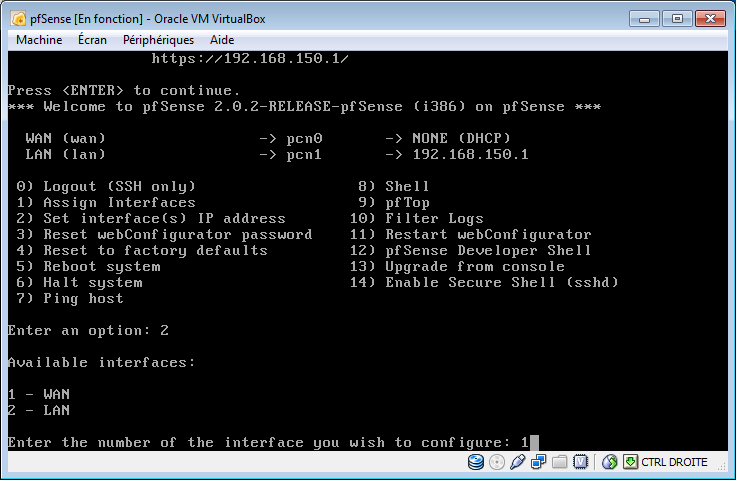 pfSense [En fonction] - Oracle VM VirtualBox
Machine Écran Périphériques Aide
https://192.168.150.1/
Press <ENTER> to continue.
*** Welcome to pfSense 2.0.2-RELEASE-pfSense (i386) on pfSense ***
WAN (wan) -> pcn0 -> NONE (DHCP)
LAN (lan) -> pcn1 -> 192.168.150.1
0) Logout (SSH only) 8) Shell
1) Assign Interfaces 9) pfTop
2) Set interface(s) IP address 10) Filter Logs
3) Reset webConfigurator password 11) Restart webConfigurator
4) Reset to factory defaults 12) pfSense Developer Shell
5) Reboot system 13) Upgrade from console
6) Halt system 14) Enable Secure Shell (sshd)
7) Ping host
Enter an option: 2
Available interfaces:
1 - WAN
2 - LAN
Enter the number of the interface you wish to configure: 1
CTRL DROITE